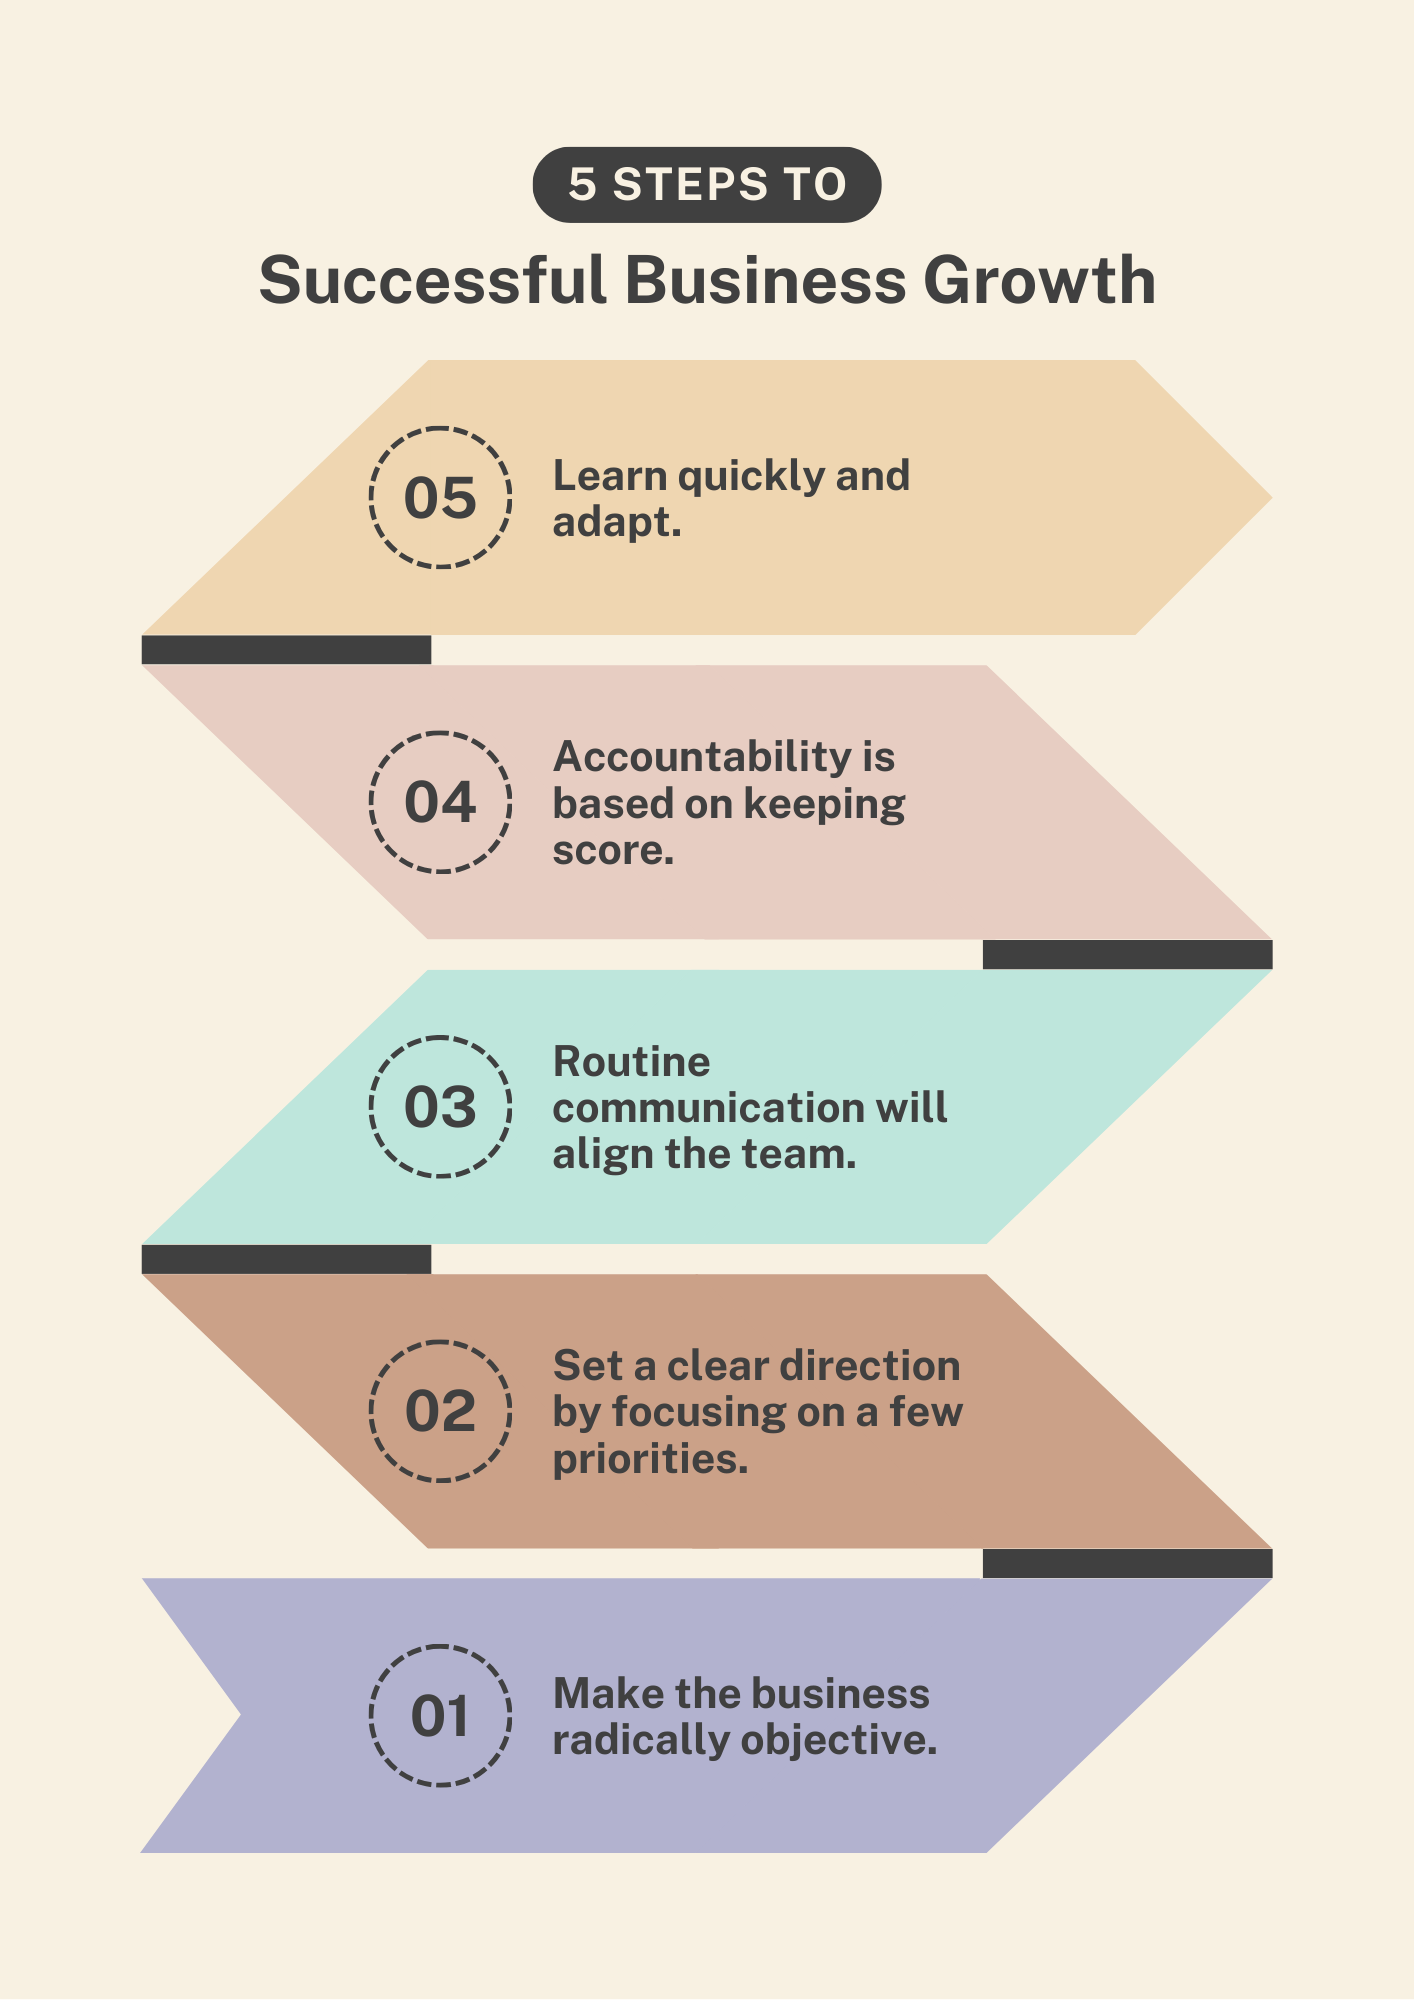 5 STEPS TO
Successful Business Growth
05
Learn quickly and
adapt.
04
Accountability is
based on keeping
score.
03
Routine
communication will
align the team.
02
Set a clear direction
by focusing on a few
priorities.
01
Make the business
radically objective.